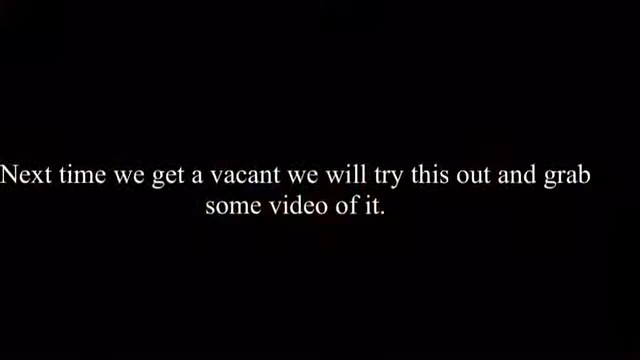 Next time we get a vacant we will try this out and grab
some video of it.